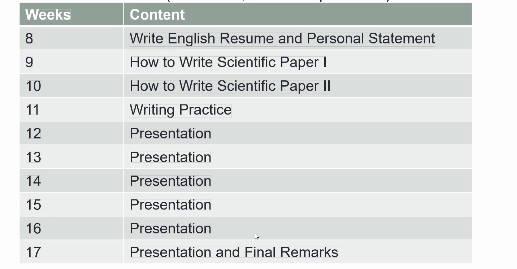 Weeks Content
8 Write English Resume and Personal Statement
9 How to Write Scientific Paper I
10 How to Write Scientific Paper II
11 Writing Practice
12 Presentation
13 Presentation
14 Presentation
15 Presentation
16 Presentation
17 Presentation and Final Remarks